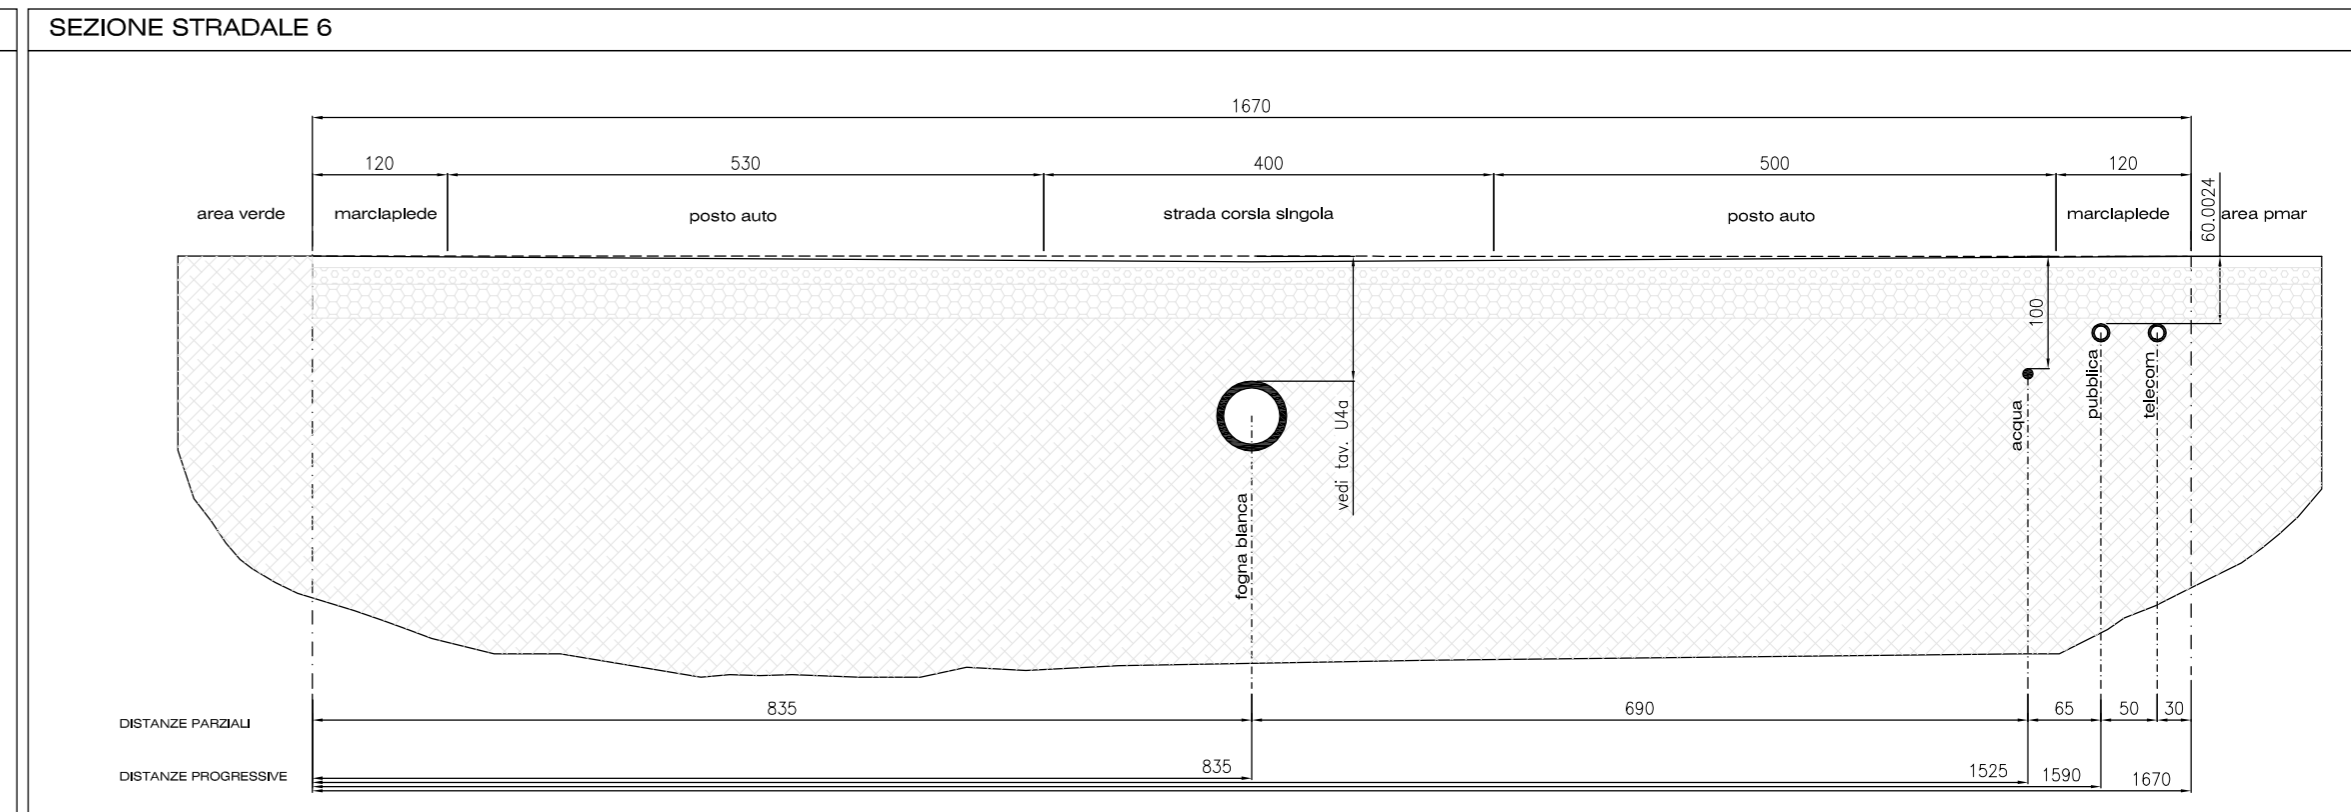 SEZIONE STRADALE 6
1670
120 530 400 500 120
60.0024
area verde marciapiede posto auto strada corsia singola posto auto marciapiede area pmar
100
vedi tav. U4a
fogna bianca
acqua
pubblica
telecom
DISTANZE PARZIALI 835 690 65 50 30
DISTANZE PROGRESSIVE 835 1525 1590 1670